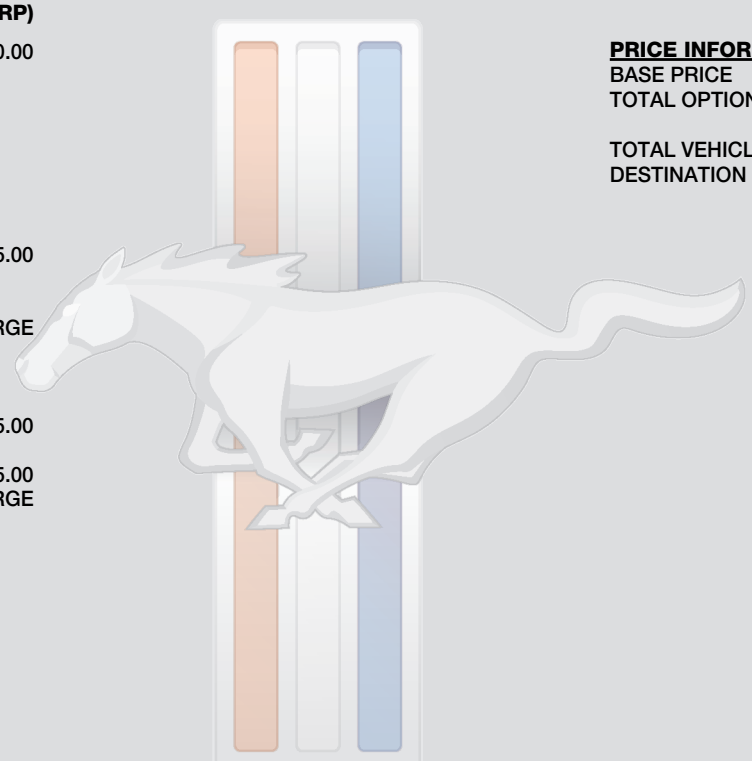 RP)
0.00
5.00
RGE
5.00
5.00
RGE
PRICE INFOR
BASE PRICE
TOTAL OPTION
TOTAL VEHICL
DESTINATION